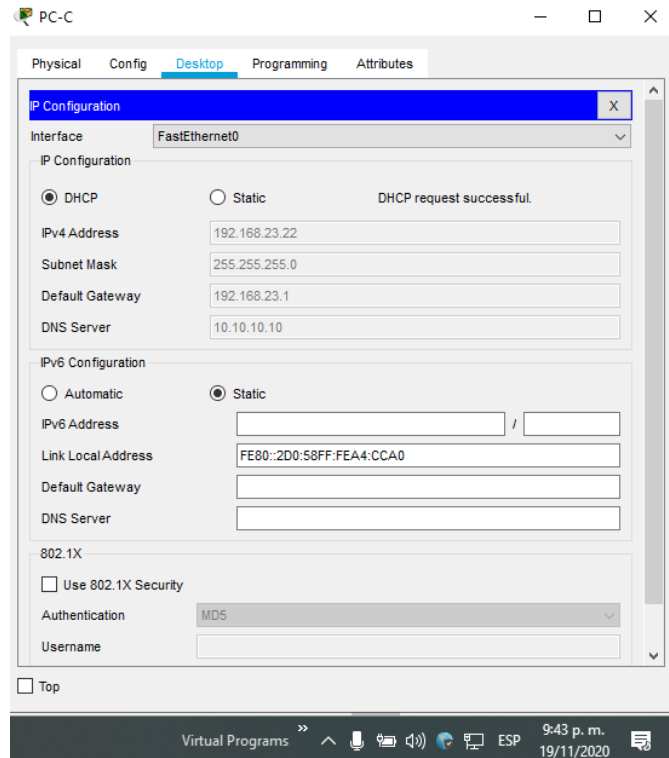 PC-C
Physical Config Desktop Programming Attributes
IP Configuration X
Interface FastEthernet0
IP Configuration
DHCP Static DHCP request successful.
IPv4 Address 192.168.23.22
Subnet Mask 255.255.255.0
Default Gateway 192.168.23.1
DNS Server 10.10.10.10
IPv6 Configuration
Automatic Static
IPv6 Address /
Link Local Address FE80::2D0:58FF:FEA4:CCA0
Default Gateway
DNS Server
802.1X
Use 802.1X Security
Authentication MD5
Username
Top
Virtual Programs » ESP 9:43 p. m.
19/11/2020